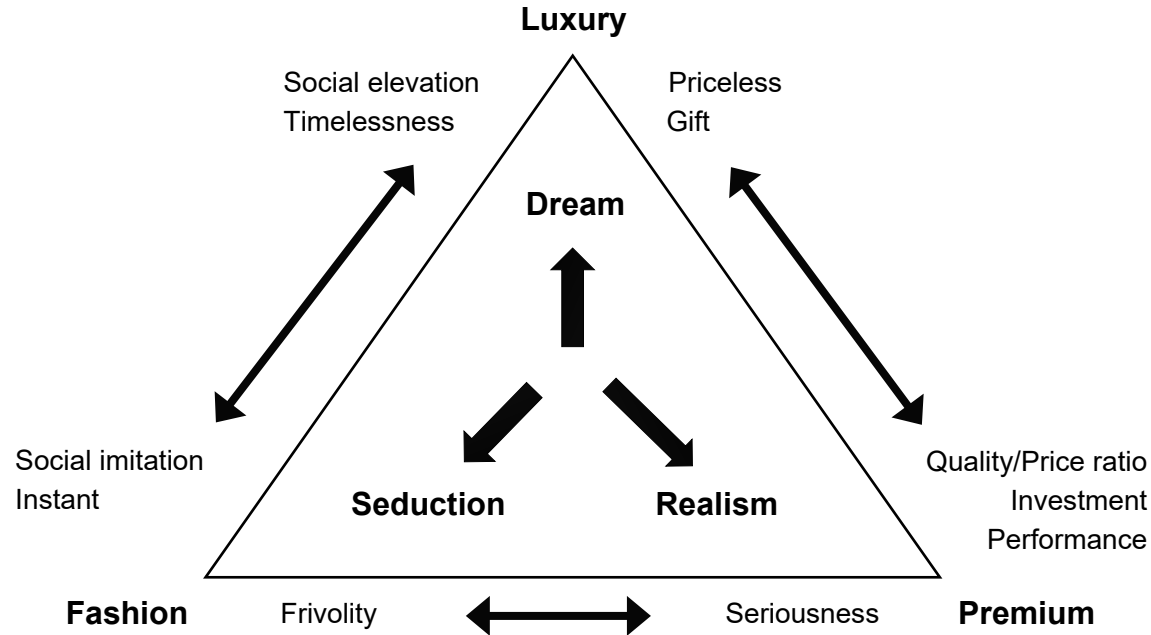 Luxury
Social elevation
Timelessness
Priceless
Gift
Dream
Social imitation
Instant
Quality/Price ratio
Investment
Performance
Seduction
Realism
Fashion
Frivolity
Seriousness
Premium